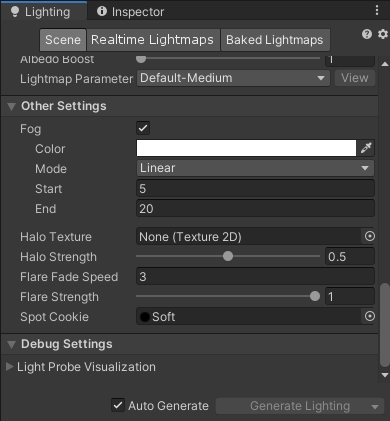 Lighting Inspector
Scene Realtime Lightmaps Baked Lightmaps
Albedo Boost 1
Lightmap Parameter Default-Medium View
Other Settings
Fog
Color
Mode Linear
Start 5
End 20
Halo Texture None (Texture 2D)
Halo Strength 0.5
Flare Fade Speed 3
Flare Strength 1
Spot Cookie Soft
Debug Settings
Light Probe Visualization
Auto Generate Generate Lighting